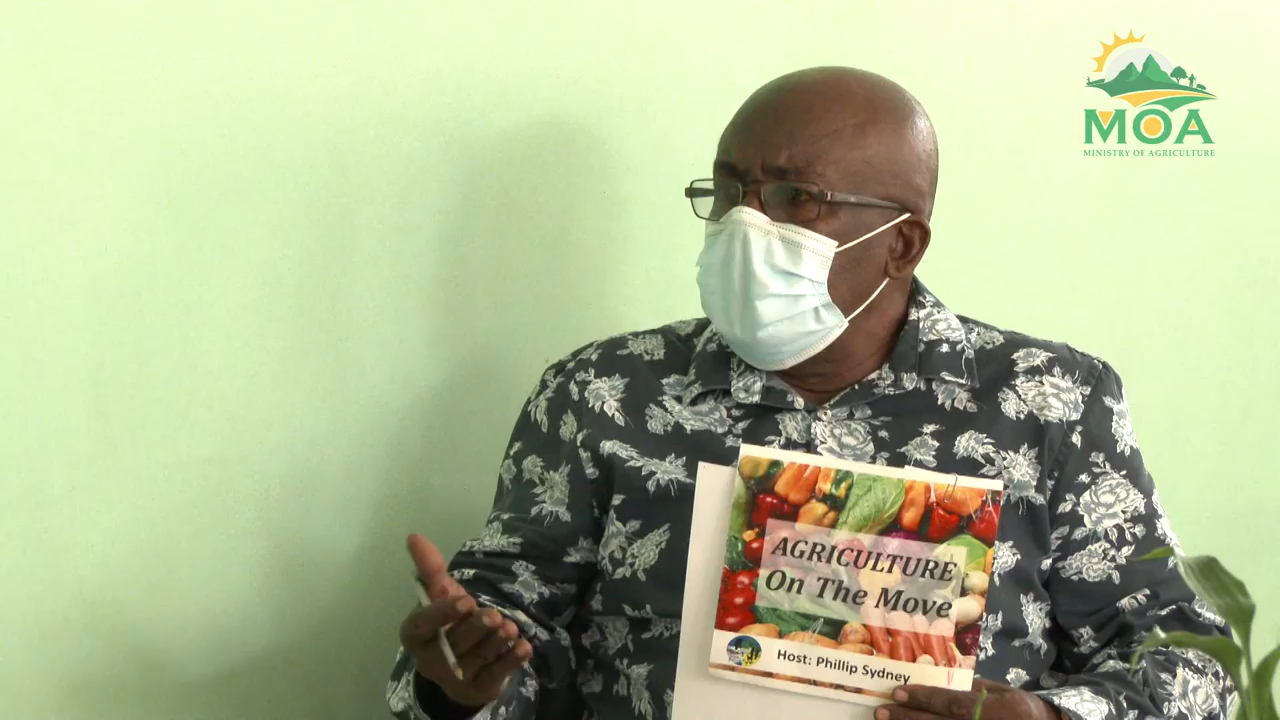 MOA
MINISTRY OF AGRICULTURE
AGRICULTURE
On The Move
Host: Phillip Sydney